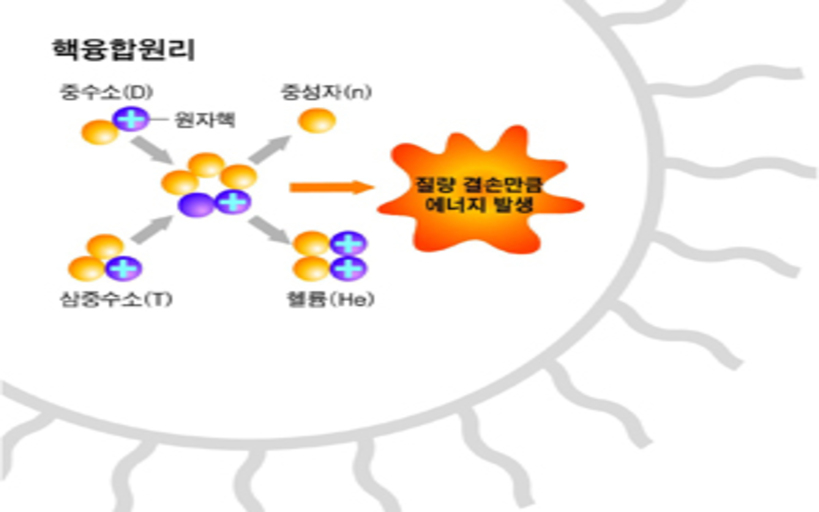 핵융합원리
중수소(D)
중성자(n)
원자핵
질량 결손만큼
에너지 발생
삼중수소(T)
헬륨(He)